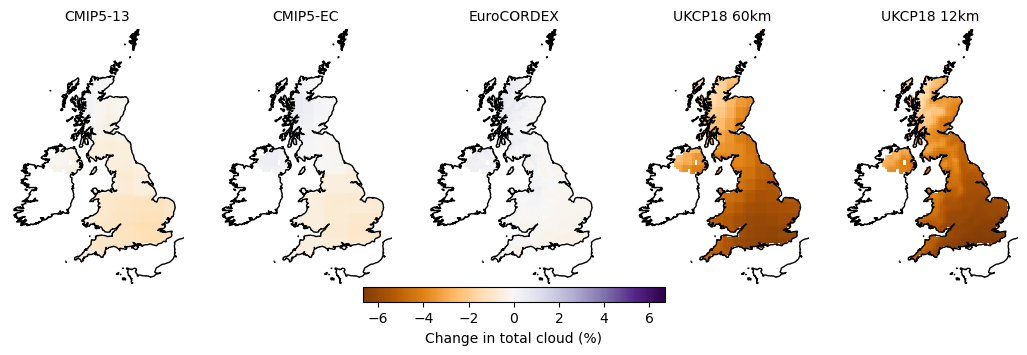 CMIP5-13 CMIP5-EC EuroCORDEX UKCP18 60km UKCP18 12km
−6 −4 −2 0 2 4 6
Change in total cloud (%)